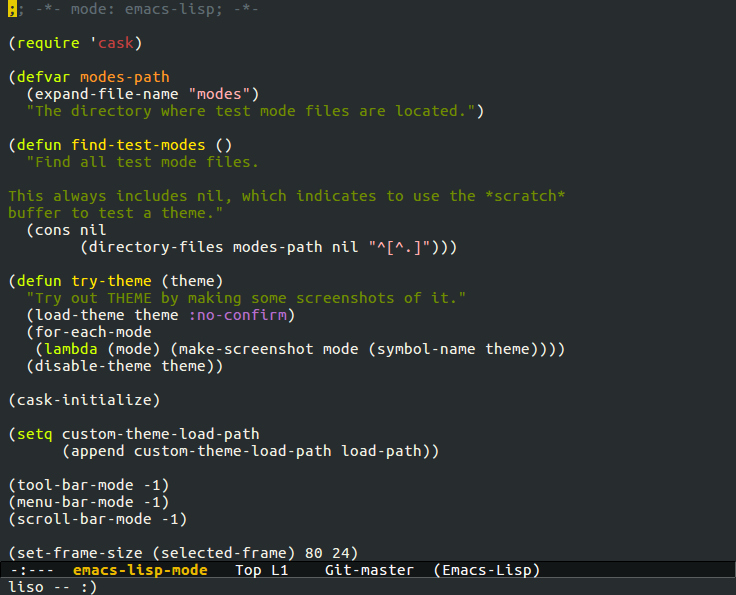 ;; -*- mode: emacs-lisp; -*-
(require 'cask)
(defvar modes-path
(expand-file-name "modes")
"The directory where test mode files are located.")
(defun find-test-modes ()
"Find all test mode files.
This always includes nil, which indicates to use the *scratch*
buffer to test a theme."
(cons nil
(directory-files modes-path nil "^[^.]")))
(defun try-theme (theme)
"Try out THEME by making some screenshots of it."
(load-theme theme :no-confirm)
(for-each-mode
(lambda (mode) (make-screenshot mode (symbol-name theme))))
(disable-theme theme))
(cask-initialize)
(setq custom-theme-load-path
(append custom-theme-load-path load-path))
(tool-bar-mode -1)
(menu-bar-mode -1)
(scroll-bar-mode -1)
(set-frame-size (selected-frame) 80 24)
-:--- emacs-lisp-mode Top L1 Git-master (Emacs-Lisp)
liso -- :)